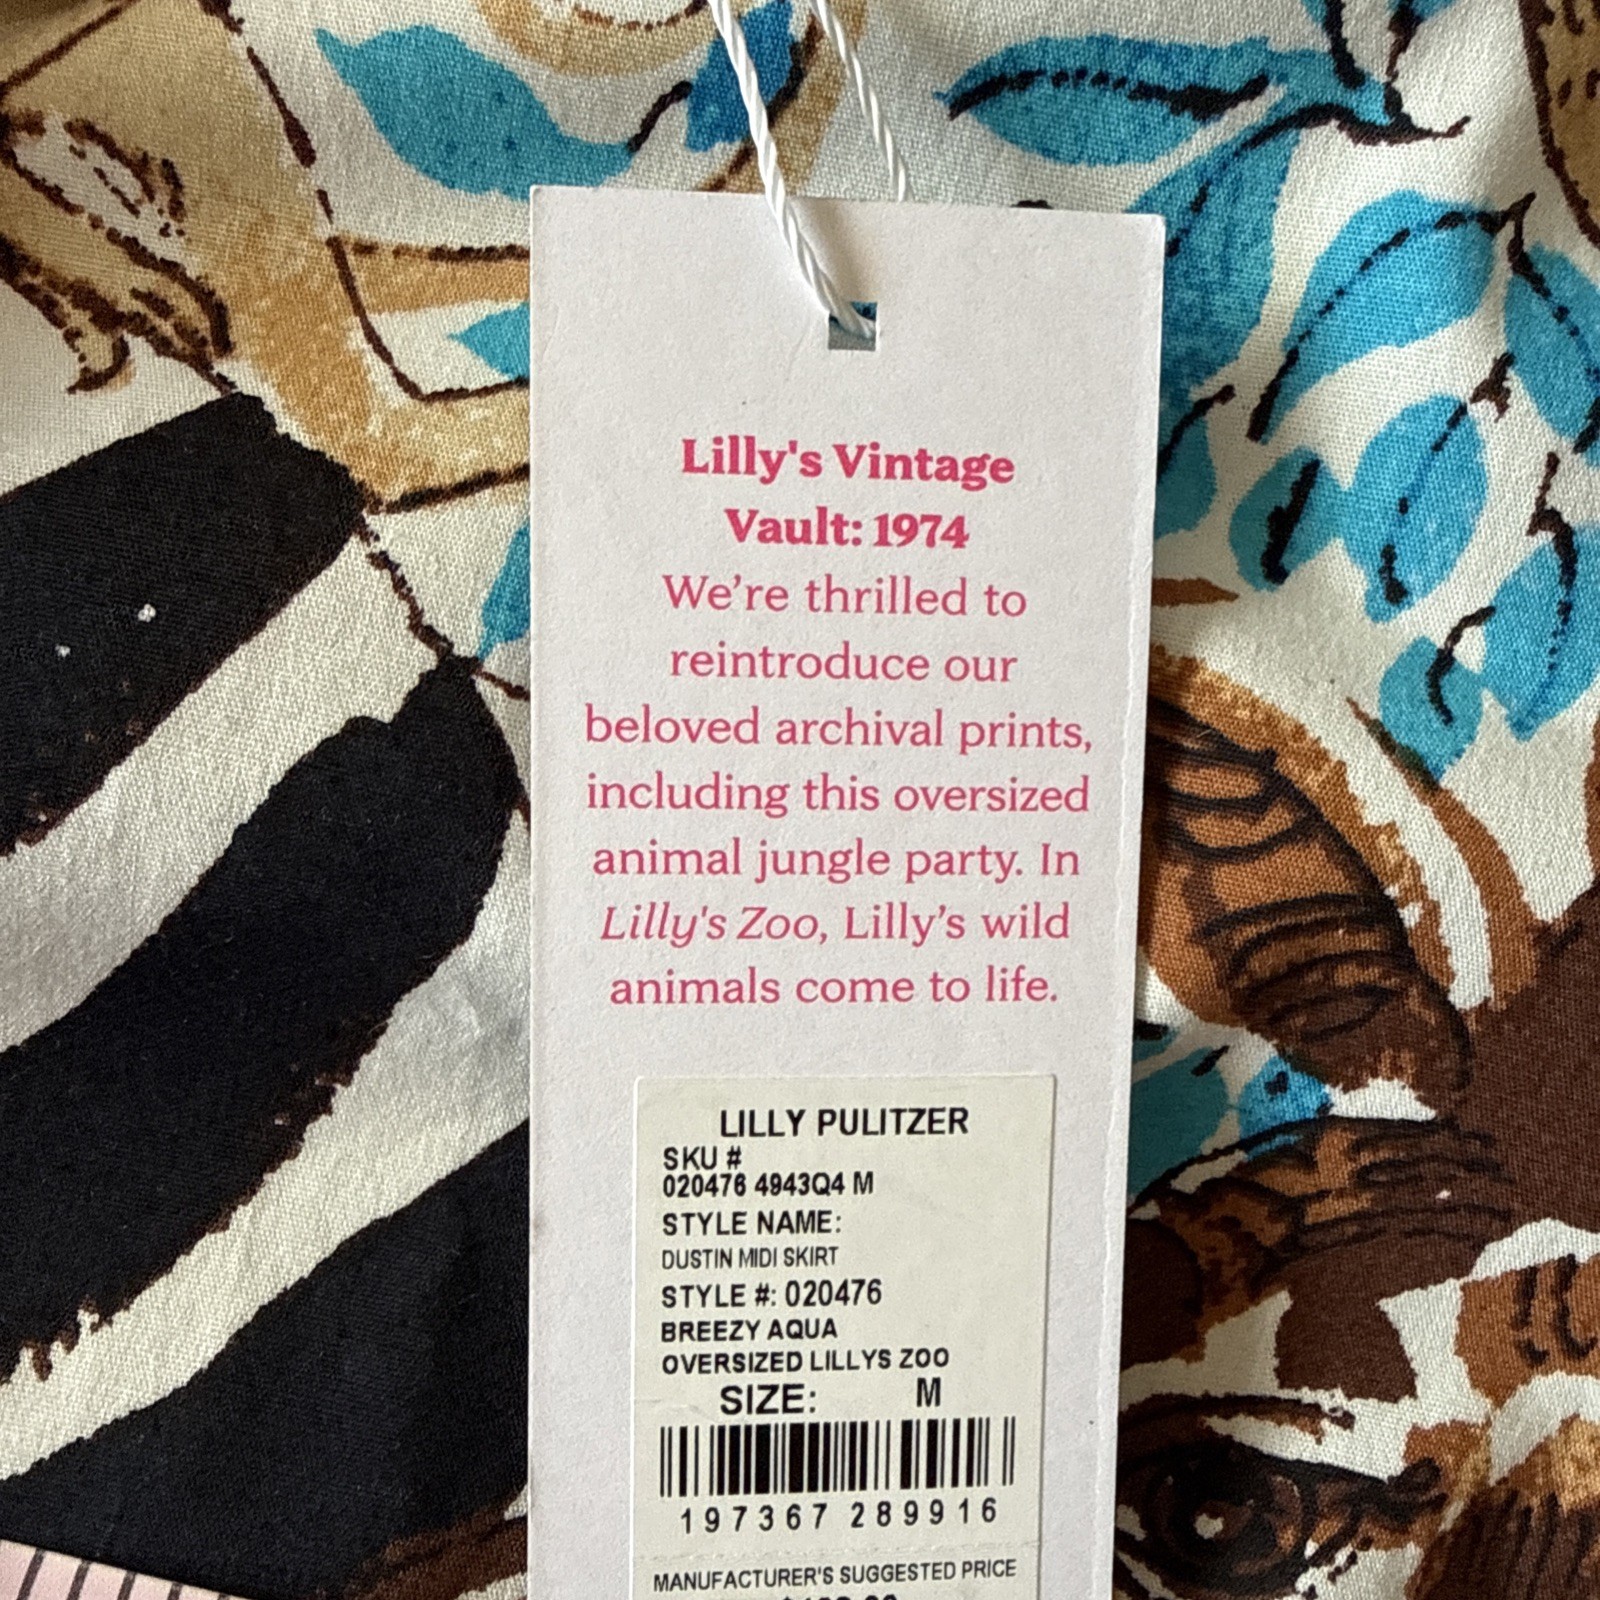 Lilly's Vintage
Vault: 1974
We’re thrilled to
reintroduce our
beloved archival prints,
including this oversized
animal jungle party. In
Lilly's Zoo, Lilly’s wild
animals come to life.
LILLY PULITZER
SKU #
020476 4943Q4 M
STYLE NAME:
DUSTIN MIDI SKIRT
STYLE #: 020476
BREEZY AQUA
OVERSIZED LILLYS ZOO
SIZE: M
197367 289916
MANUFACTURER'S SUGGESTED PRICE